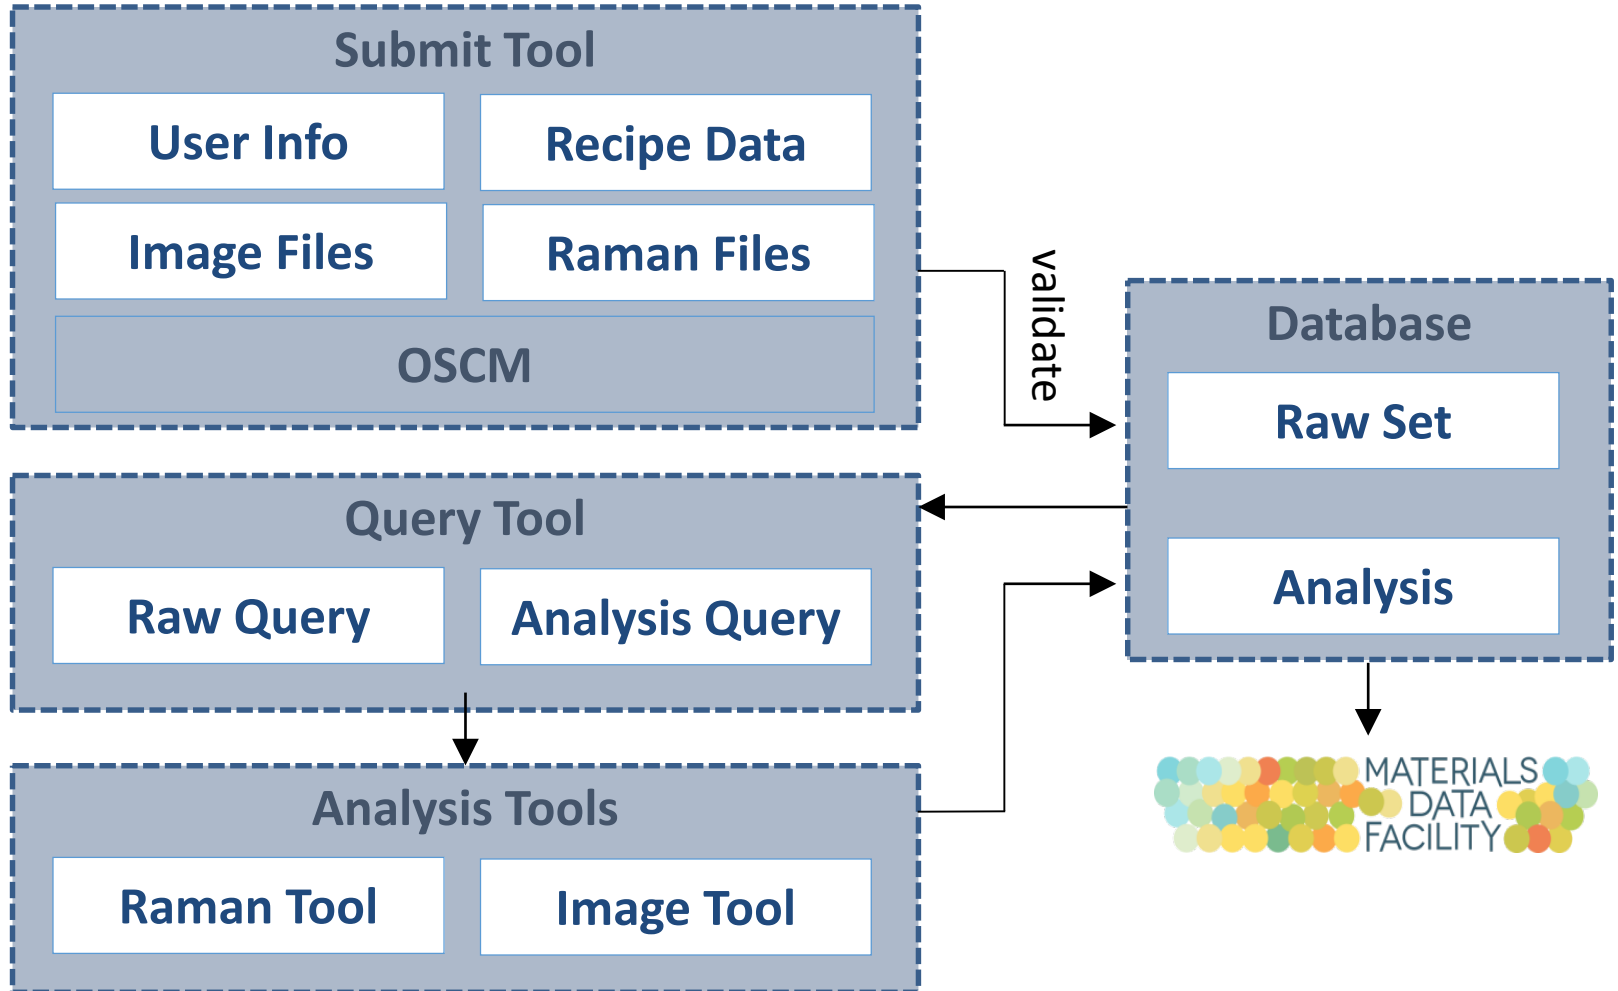 Submit Tool
User Info
Recipe Data
Image Files
Raman Files
OSCM
validate
Database
Raw Set
Analysis
Query Tool
Raw Query
Analysis Query
Analysis Tools
Raman Tool
Image Tool
MATERIALS
DATA
FACILITY